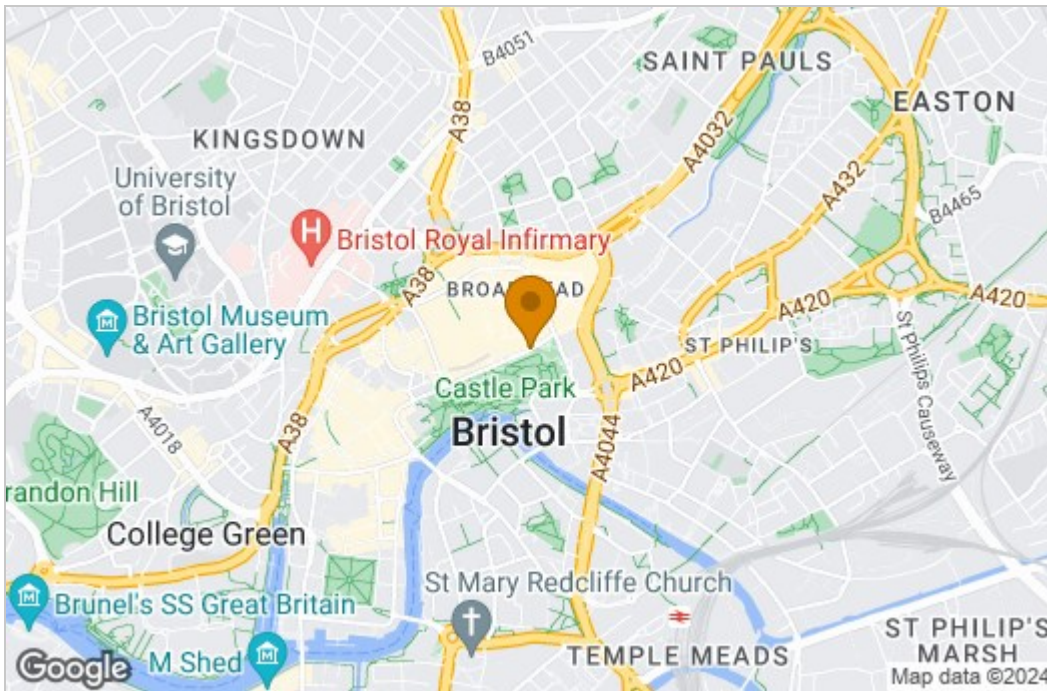 SAINT PAULS
B4051
A38
EASTON
KINGSDOWN
A4032
A432
University
of Bristol
B4465
H
Bristol Royal Infirmary
A38
A420
A420
Bristol Museum
& Art Gallery
ST PHILIP'S
A420
St Philips Causeway
Castle Park
A4018
A38
Bristol
A4044
College Green
St Mary Redcliffe Church
Brunel's SS Great Britain
ST PHILIP'S
MARSH
M Shed
TEMPLE MEADS
Google
Map data ©2024